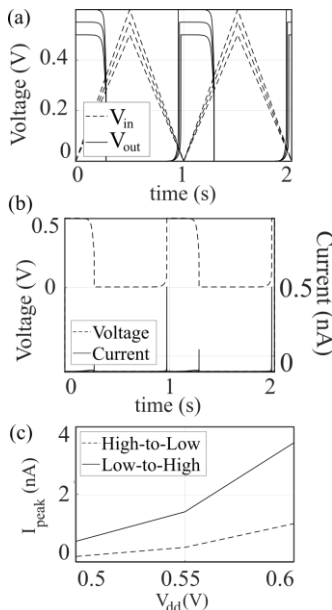 (a)
Voltage (V)
0.6
0.2
0
V_in
V_out
0
1
2
time (s)
(b)
Voltage (V)
0.5
0
Current (nA)
0.5
0
Voltage
Current
0
1
2
time (s)
(c)
I_peak (nA)
4
2
0
High-to-Low
Low-to-High
0.5
0.55
0.6
V_dd(V)